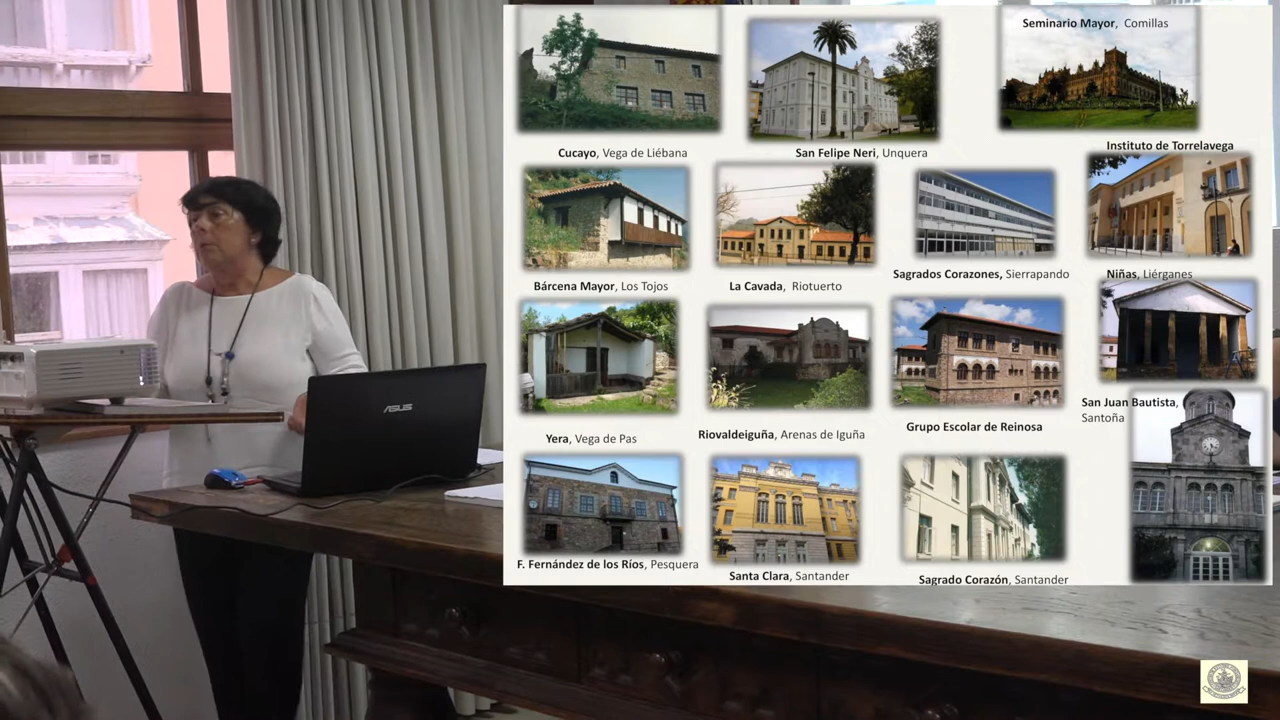 Seminario Mayor, Comillas
Cucayo, Vega de Liébana
San Felipe Neri, Unquera
Instituto de Torrelavega
Bárcena Mayor, Los Tojos
La Cavada, Riotuerto
Sagrados Corazones, Sierrapando
Niñas, Liérganes
Yera, Vega de Pas
Riovaldeiguña, Arenas de Iguña
Grupo Escolar de Reinosa
San Juan Bautista,
Santoña
F. Fernández de los Ríos, Pesquera
Santa Clara, Santander
Sagrado Corazón, Santander
ASUS